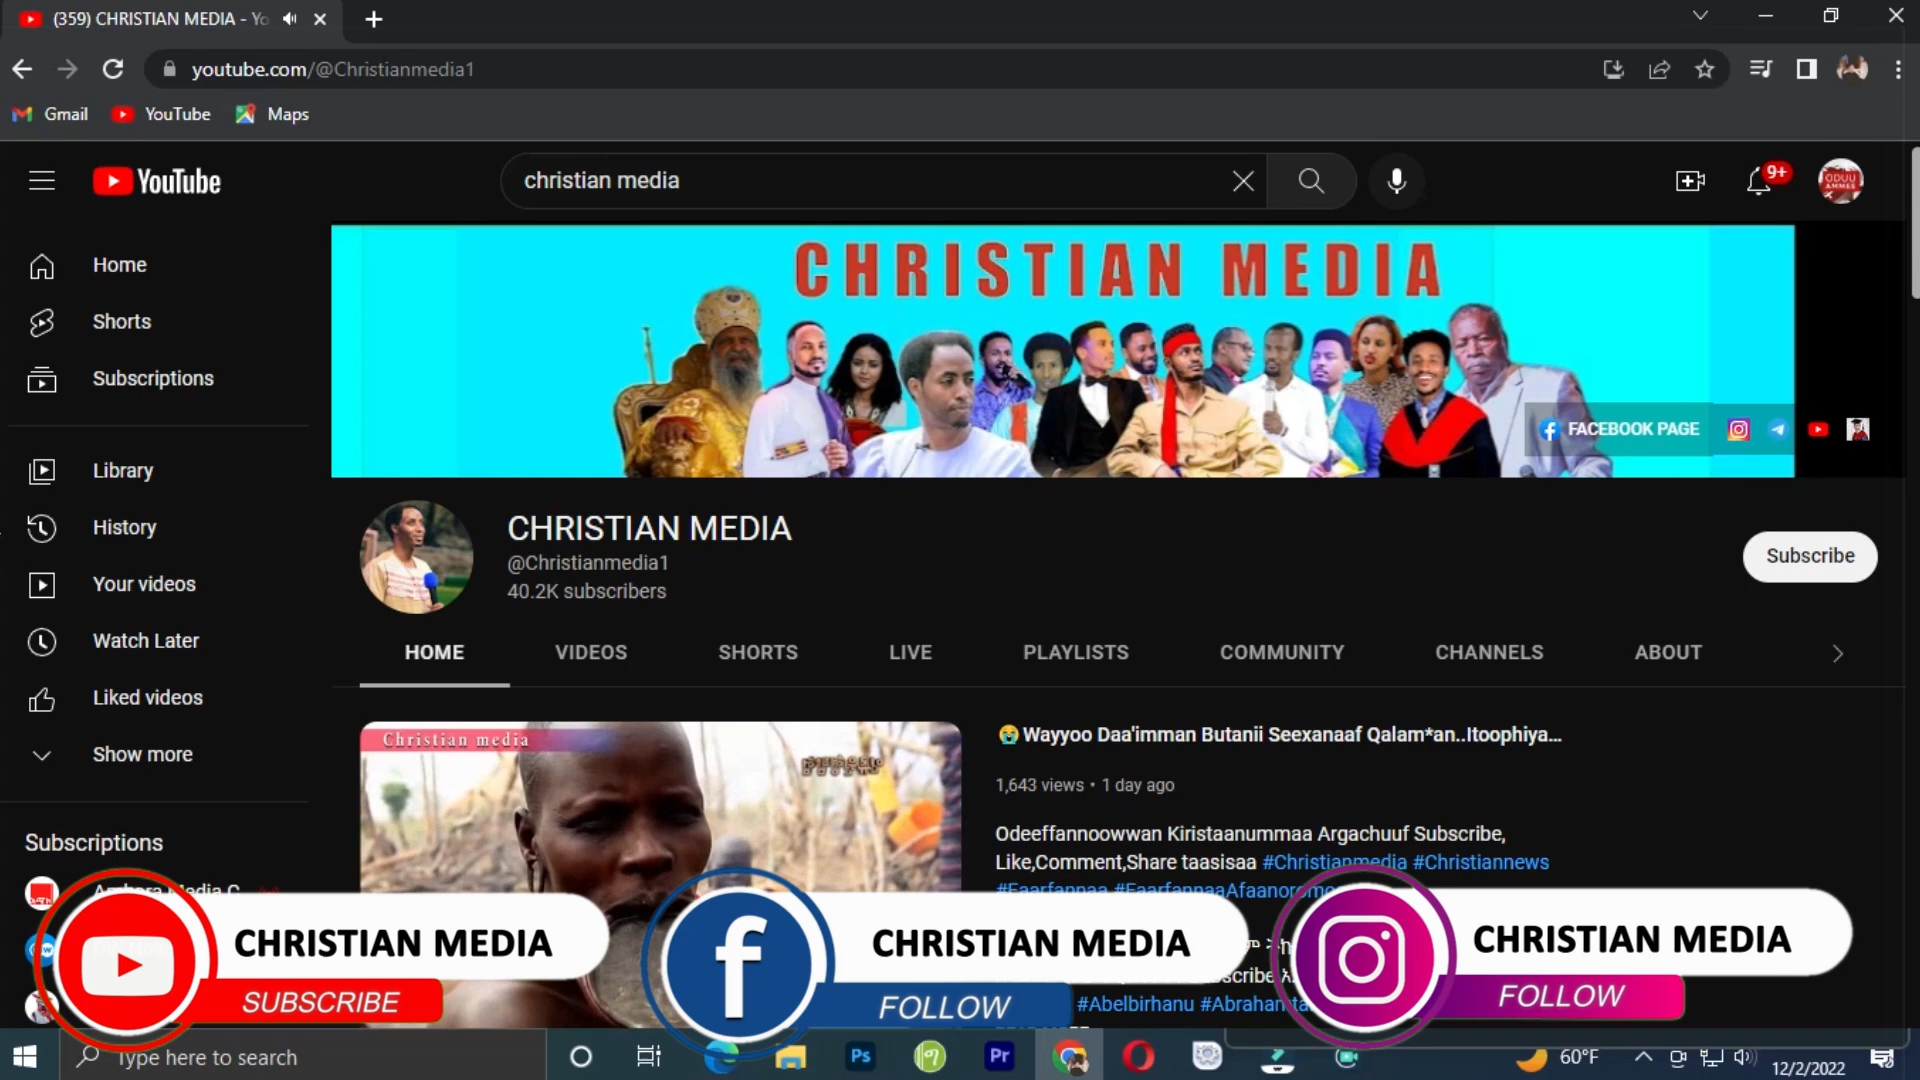 (359) CHRISTIAN MEDIA - Yo
youtube.com/@Christianmedia1
Gmail
YouTube
Maps
YouTube
christian media
9+
ODUU
AMMEE
Home
Shorts
Subscriptions
Library
History
Your videos
Watch Later
Liked videos
Show more
Subscriptions
CHRISTIAN MEDIA
FACEBOOK PAGE
CHRISTIAN MEDIA
@Christianmedia1
40.2K subscribers
Subscribe
HOME
VIDEOS
SHORTS
LIVE
PLAYLISTS
COMMUNITY
CHANNELS
ABOUT
Christian media
😭Wayyoo Daa'imman Butanii Seexanaaf Qalam*an..Itoophiya...
1,643 views • 1 day ago
Odeeffannoowwan Kiristaanummaa Argachuuf Subscribe,
Like,Comment,Share taasisaa #Christianmedia #Christiannews
#Faarfannaa #FaarfannaaAfaanoromo
#Abelbirhanu
CHRISTIAN MEDIA
SUBSCRIBE
CHRISTIAN MEDIA
FOLLOW
CHRISTIAN MEDIA
FOLLOW
Type here to search
Ps
Pr
60°F
12/2/2022